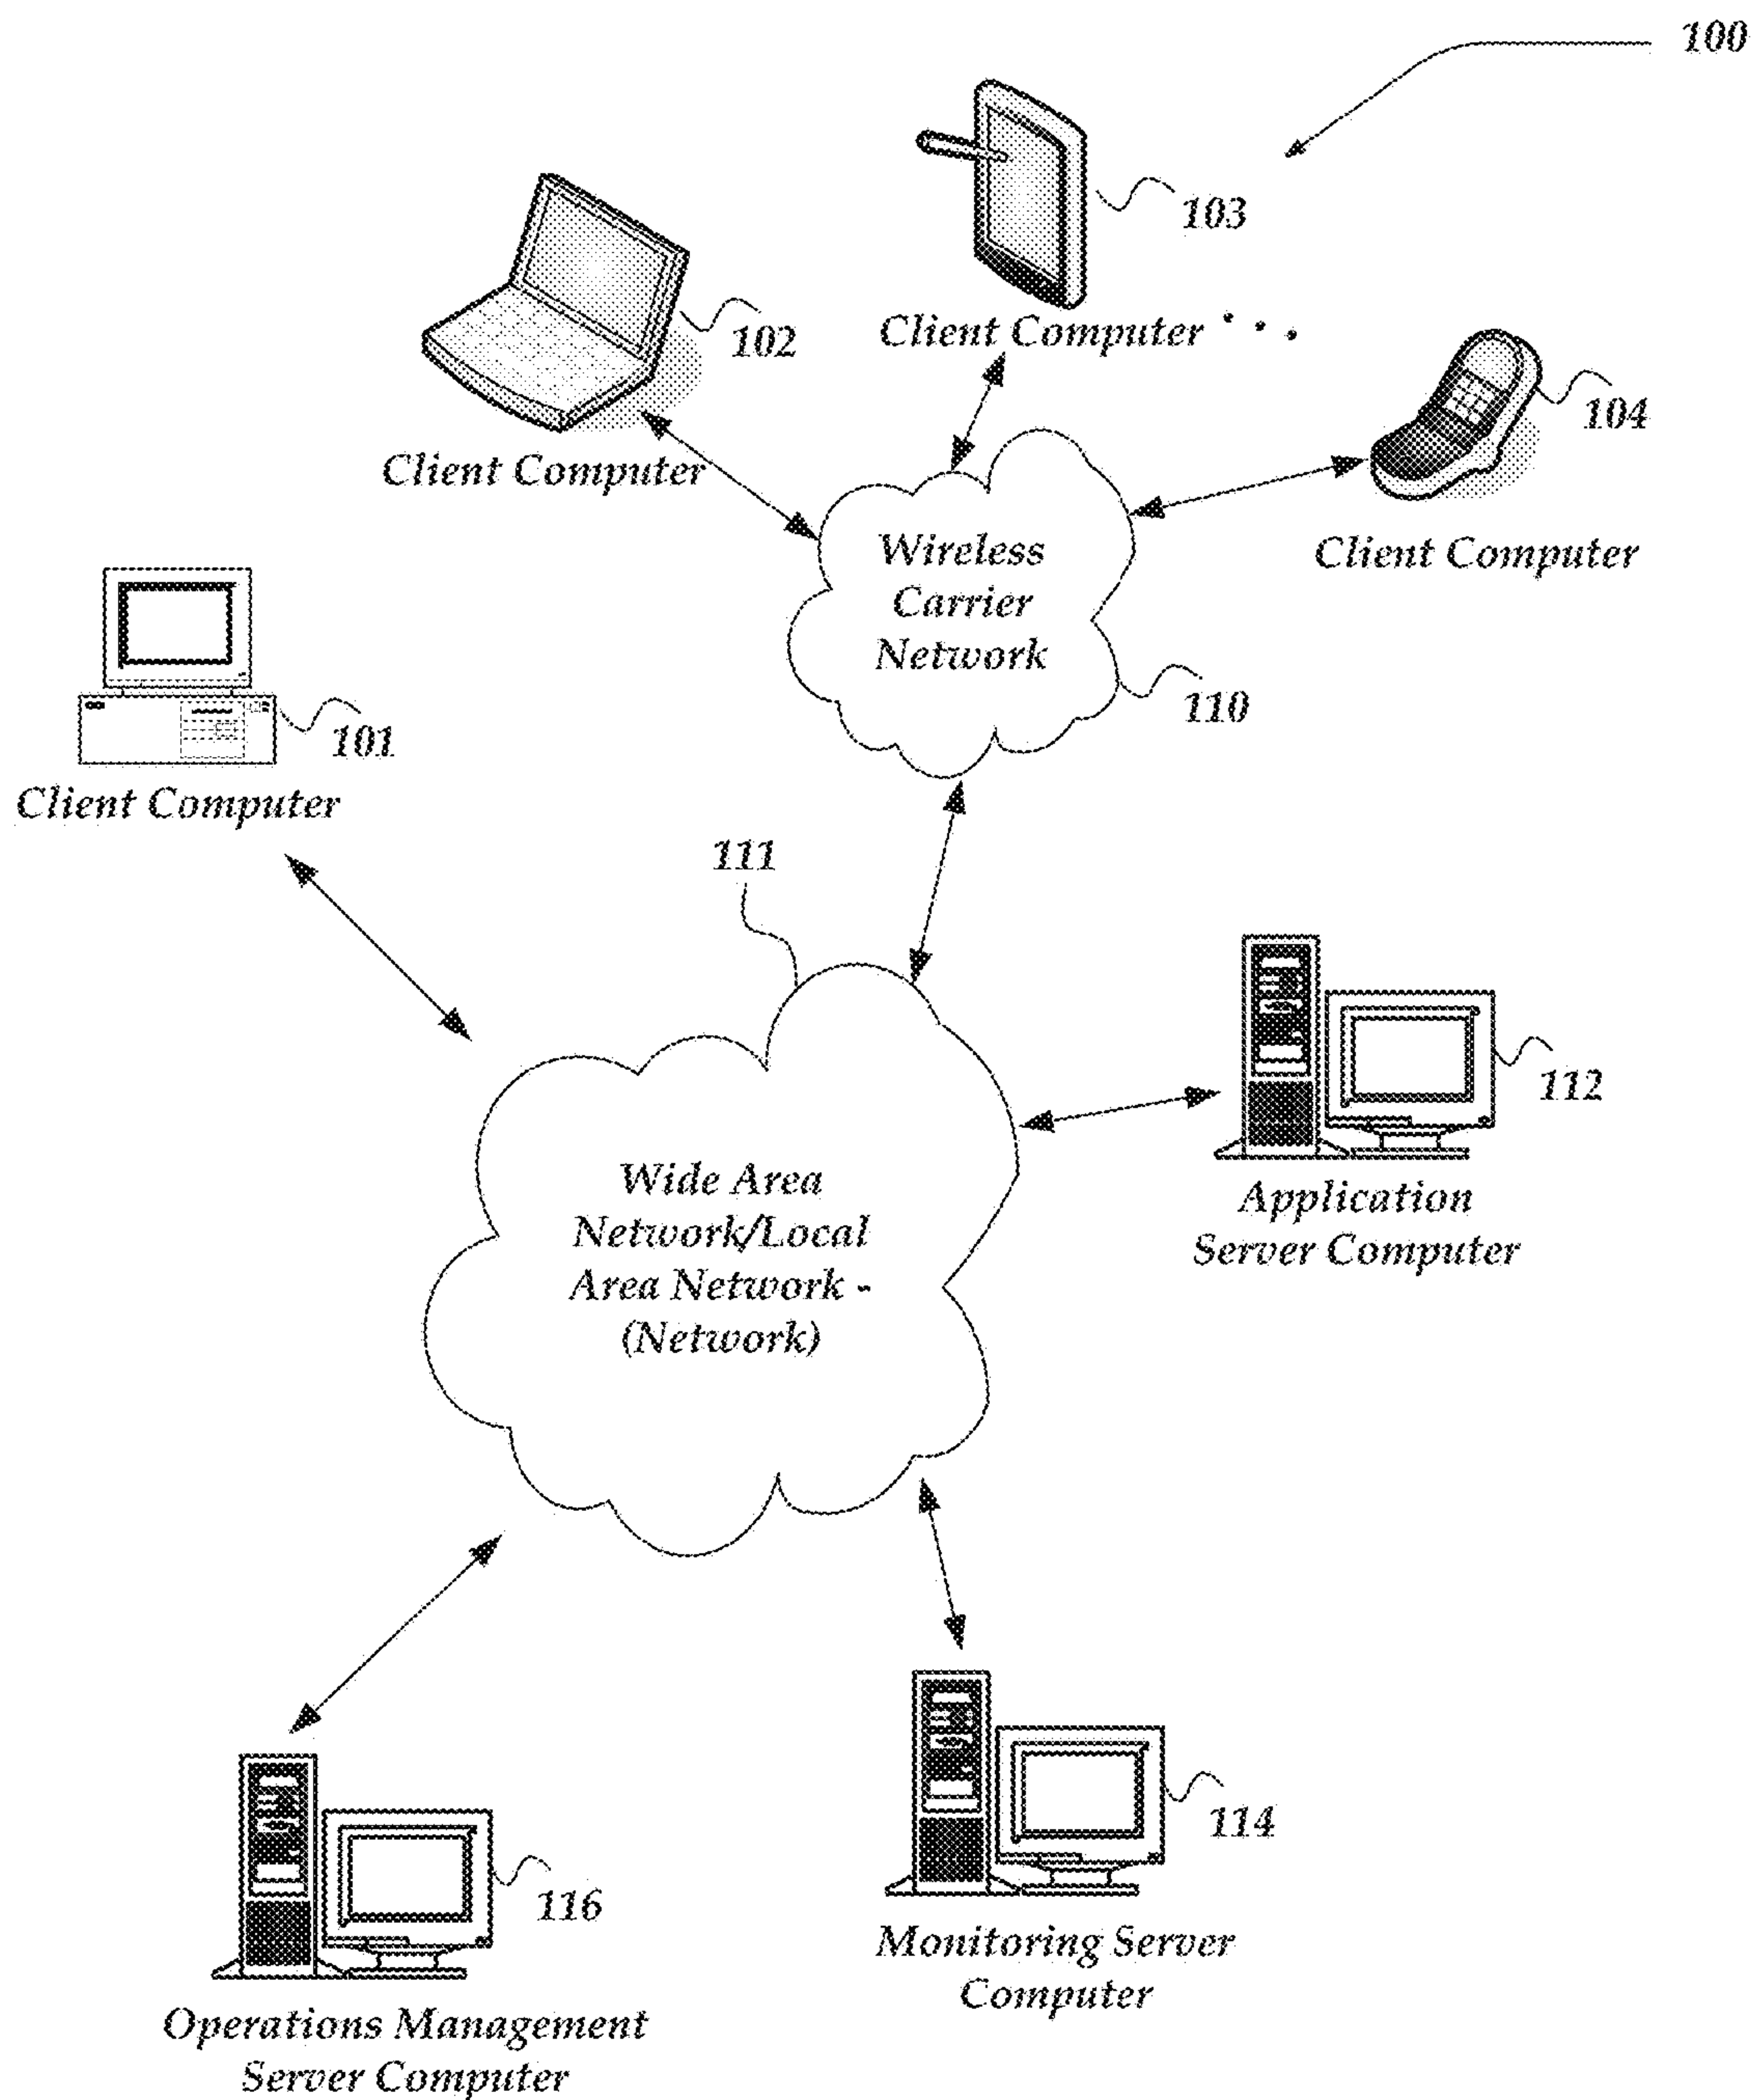 100
103
102
Client Computer . . .
104
Client Computer
Client Computer
Wireless
Carrier
Network
110
101
Client Computer
111
112
Application
Server Computer
Wide Area
Network/Local
Area Network -
(Network)
114
Monitoring Server
Computer
116
Operations Management
Server Computer